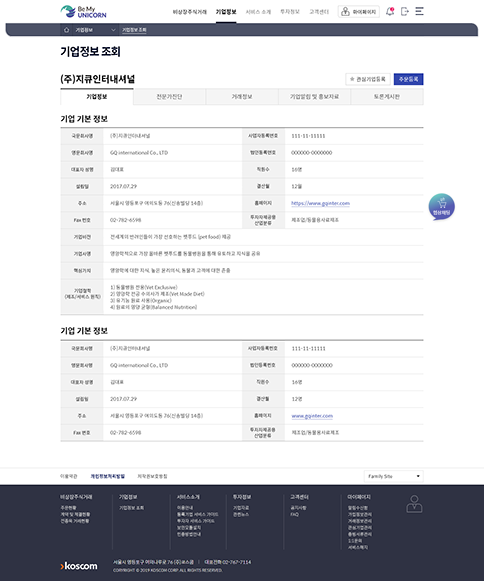 Be My
UNICORN
비상장주식거래 기업정보 서비스 소개 투자정보 고객센터 마이페이지
기업정보 기업정보 조회
기업정보 조회
(주)지큐인터내셔널
관심기업등록 주문등록
기업정보 전문가진단 거래정보 기업알림 및 홍보자료 토론게시판
기업 기본 정보
국문회사명 (주)지큐인터내셔널 사업자등록번호 111-11-11111
영문회사명 GQ international Co., LTD 법인등록번호 000000-0000000
대표자 성명 김대표 직원수 16명
설립일 2017.07.29 결산월 12월
주소 서울시 영등포구 여의도동 26(신송빌딩 14층) 홈페이지 https://www.gqinter.com
Fax 번호 02-782-6598 투자자제공용 산업분류 제조업/동물용사료제조
기업비전 전세계의 반려인들이 가장 선호하는 펫푸드 (pet food) 제공
기업사명 영양학적으로 가장 올바른 펫푸드를 동물병원을 통해 유포하고 지식을 공유
핵심가치 영양학에 대한 지식, 높은 윤리의식, 동물과 고객에 대한 존중
기업철학
(제조/서비스 원칙)
1) 동물병원 전용(Vet Exclusive)
2) 영양학 전공 수의사가 제조(Vet Made Diet)
3) 유기농 원료 사용(Organic)
4) 원료의 영양 균형(Balanced Nutrition)
기업 기본 정보
국문회사명 (주)지큐인터내셔널 사업자등록번호 111-11-11111
영문회사명 GQ international Co., LTD 법인등록번호 000000-0000000
대표자 성명 김대표 직원수 16명
설립일 2017.07.29 결산월 12명
주소 서울시 영등포구 여의도동 26(신송빌딩 14층) 홈페이지 www.gqinter.com
Fax 번호 02-782-6598 투자자제공용 산업분류 제조업/동물용사료제조
협상채팅
이용약관 개인정보처리방침 저작권보호방침 Family Site
비상장주식거래 기업정보 서비스소개 투자정보 고객센터 마이페이지
주문현황 기업정보 조회 이용안내 기업자료 공지사항 알림수신함
계약 및 체결현황 등록기업 서비스 가이드 관련뉴스 FAQ 기업정보관리
전종목 거래현황 투자자 서비스 가이드 거래정보관리
보안모듈로지 관심기업관리
인증방법안내 통합서류관리
1:1문의
서비스해지
koscom
서울시 영등포구 여의나루로 76 (주)코스콤 | 대표전화 02-767-7114
COPYRIGHT © 2019 KOSCOM CORP. ALL RIGHTS RESERVED.